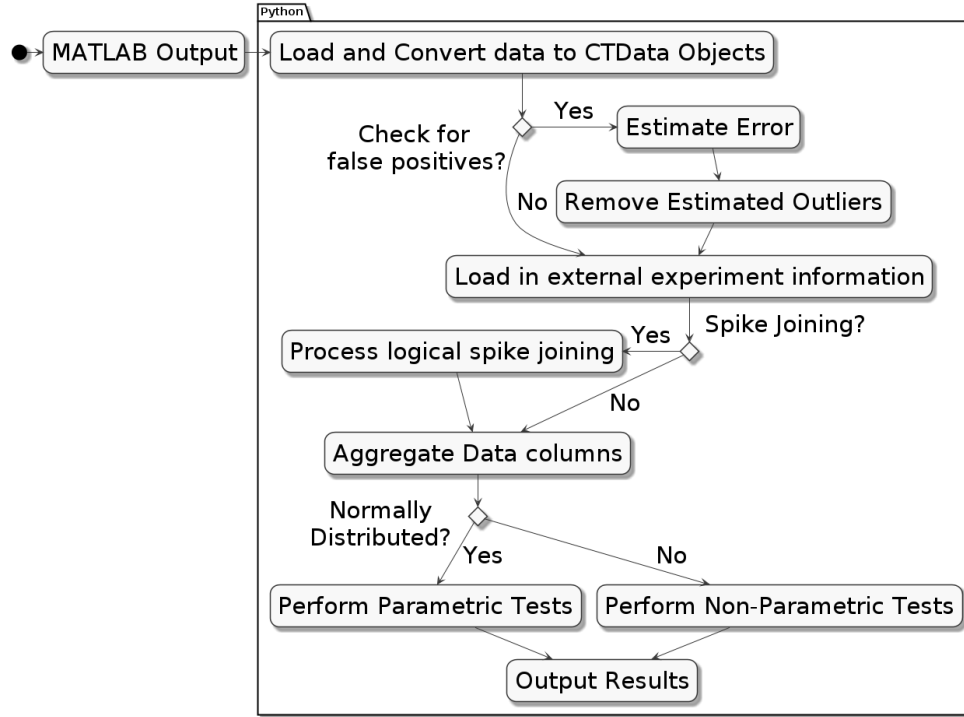 Python
MATLAB Output
Load and Convert data to CTData Objects
Yes
Check for
false positives?
Estimate Error
No
Remove Estimated Outliers
Load in external experiment information
Spike Joining?
Yes
Process logical spike joining
No
Aggregate Data columns
Normally
Distributed?
Yes
No
Perform Parametric Tests
Perform Non-Parametric Tests
Output Results